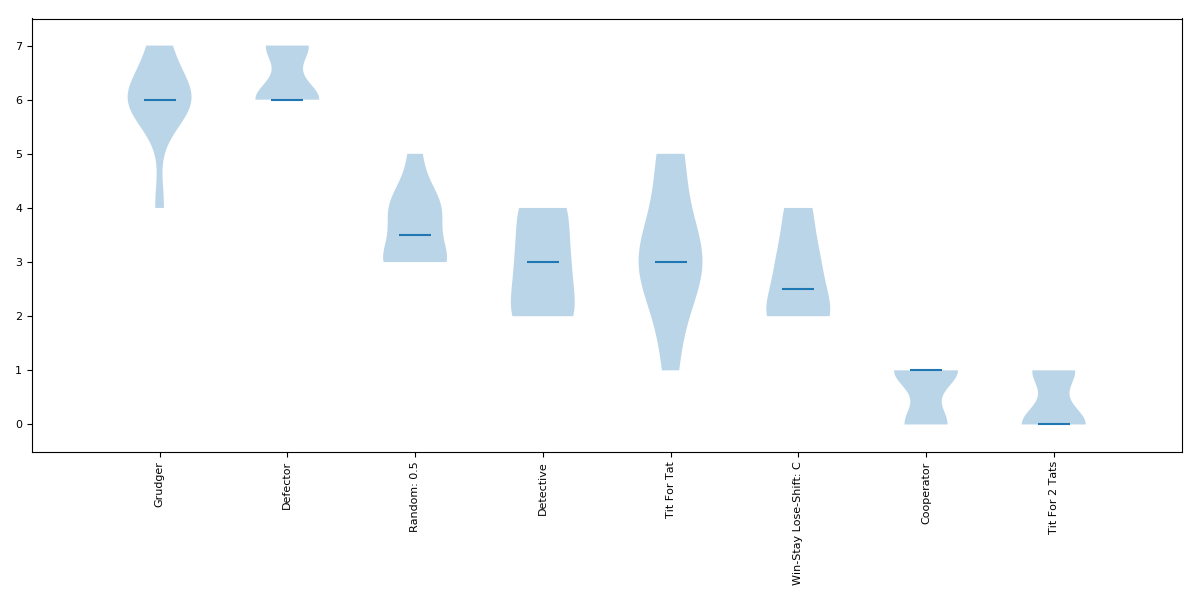 7
6
5
4
3
2
1
0
Grudger
Defector
Random: 0.5
Detective
Tit For Tat
Win-Stay Lose-Shift: C
Cooperator
Tit For 2 Tats